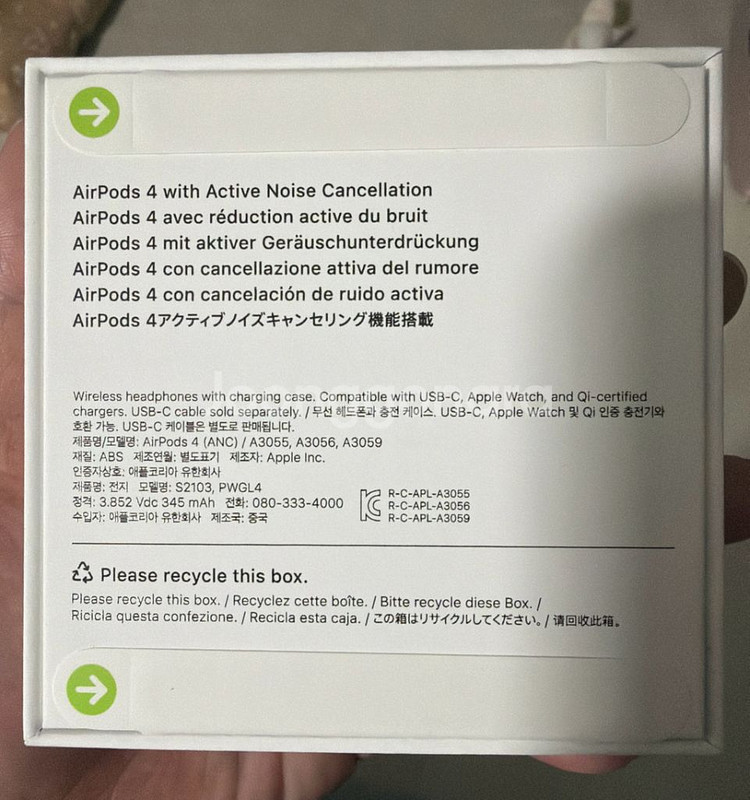 AirPods 4 with Active Noise Cancellation
AirPods 4 avec réduction active du bruit
AirPods 4 mit aktiver Geräuschunterdrückung
AirPods 4 con cancellazione attiva del rumore
AirPods 4 con cancelación de ruido activa
AirPods 4アクティブノイズキャンセリング機能搭載
Wireless headphones with charging case. Compatible with USB-C, Apple Watch, and Qi-certified
chargers. USB-C cable sold separately. / 무선 헤드폰과 충전 케이스. USB-C, Apple Watch 및 Qi 인증 충전기와
호환 가능. USB-C 케이블은 별도로 판매됩니다.
제품명/모델명: AirPods 4 (ANC) / A3055, A3056, A3059
재질: ABS 제조연월: 별도표기 제조자: Apple Inc.
인증자상호: 애플코리아 유한회사
제품명: 전지 모델명: S2103, PWGL4
정격: 3.852 Vdc 345 mAh 전화: 080-333-4000
수입자: 애플코리아 유한회사 제조국: 중국
R-C-APL-A3055
R-C-APL-A3056
R-C-APL-A3059
Please recycle this box.
Please recycle this box. / Recyclez cette boîte. / Bitte recycle diese Box. /
Ricicla questa confezione. / Recicla esta caja. / この箱はリサイクルしてください。/ 请回收此箱。